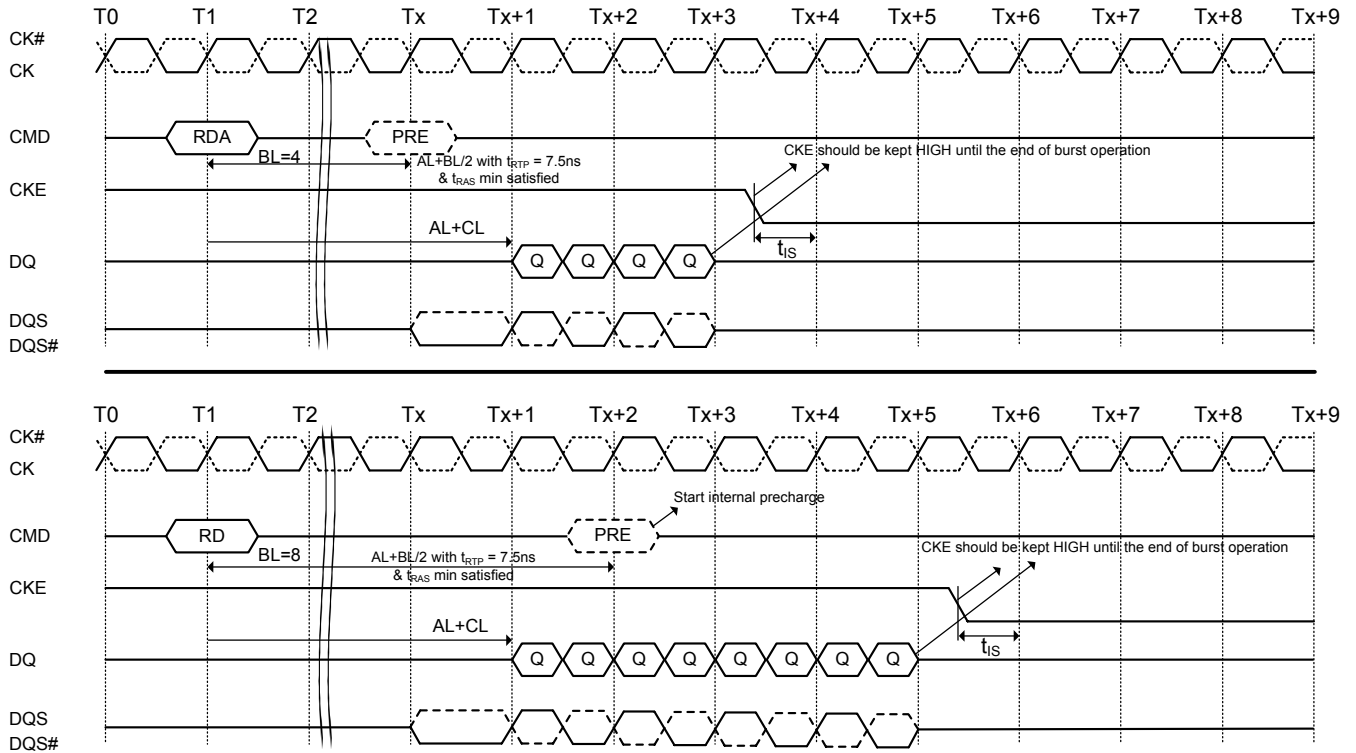 T0 T1 T2 Tx Tx+1 Tx+2 Tx+3 Tx+4 Tx+5 Tx+6 Tx+7 Tx+8 Tx+9
CK#
CK
CMD RDA PRE
BL=4 AL+BL/2 with tRTP = 7.5ns
& tRAS min satisfied
CKE should be kept HIGH until the end of burst operation
CKE
AL+CL
tIS
DQ Q Q Q Q
DQS
DQS#
T0 T1 T2 Tx Tx+1 Tx+2 Tx+3 Tx+4 Tx+5 Tx+6 Tx+7 Tx+8 Tx+9
CK#
CK
Start internal precharge
CMD RD PRE
BL=8 AL+BL/2 with tRTP = 7.5ns
& tRAS min satisfied
CKE should be kept HIGH until the end of burst operation
CKE
AL+CL
tIS
DQ Q Q Q Q Q Q Q Q
DQS
DQS#